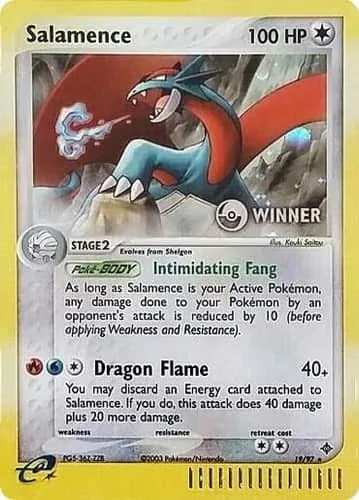 Salamence 100 HP
WINNER
Illus. Kouki Saitou
STAGE2
Evolves from Shelgon
Poké-BODY Intimidating Fang
As long as Salamence is your Active Pokémon,
any damage done to your Pokémon by an
opponent's attack is reduced by 10 (before
applying Weakness and Resistance).
Dragon Flame 40+
You may discard an Energy card attached to
Salamence. If you do, this attack does 40 damage
plus 20 more damage.
weakness resistance retreat cost
PG5-36Z-ZZB ©2003 Pokémon/Nintendo 19/97 ★
e